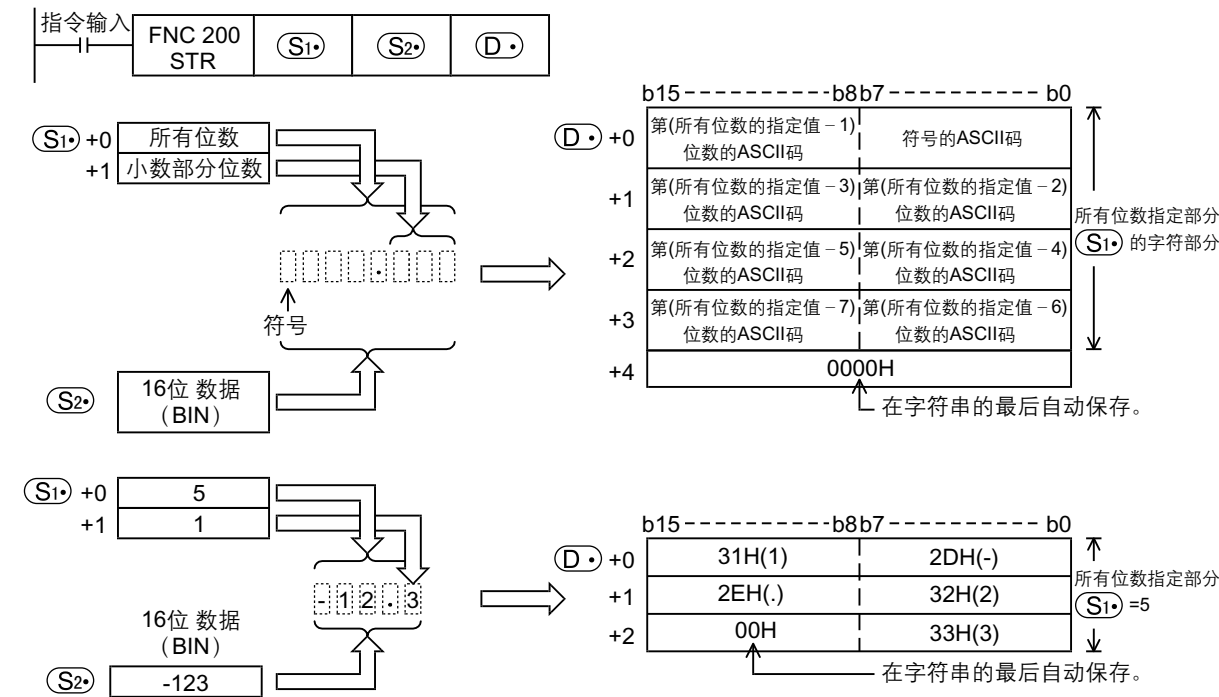 指令输入
FNC 200
STR
S1•
S2•
D •
S1• +0
所有位数
+1
小数部分位数
.
符号
S2•
16位 数据
（BIN）
b15 b8 b7 b0
D • +0
第(所有位数的指定值－1)
位数的ASCII码
符号的ASCII码
+1
第(所有位数的指定值－3)
位数的ASCII码
第(所有位数的指定值－2)
位数的ASCII码
+2
第(所有位数的指定值－5)
位数的ASCII码
第(所有位数的指定值－4)
位数的ASCII码
+3
第(所有位数的指定值－7)
位数的ASCII码
第(所有位数的指定值－6)
位数的ASCII码
+4
0000H
所有位数指定部分
S1• 的字符部分
在字符串的最后自动保存。
S1• +0
5
+1
1
-12.3
16位 数据
（BIN）
S2•
-123
b15 b8 b7 b0
D • +0
31H(1)
2DH(-)
+1
2EH(.)
32H(2)
+2
00H
33H(3)
所有位数指定部分
S1• =5
在字符串的最后自动保存。